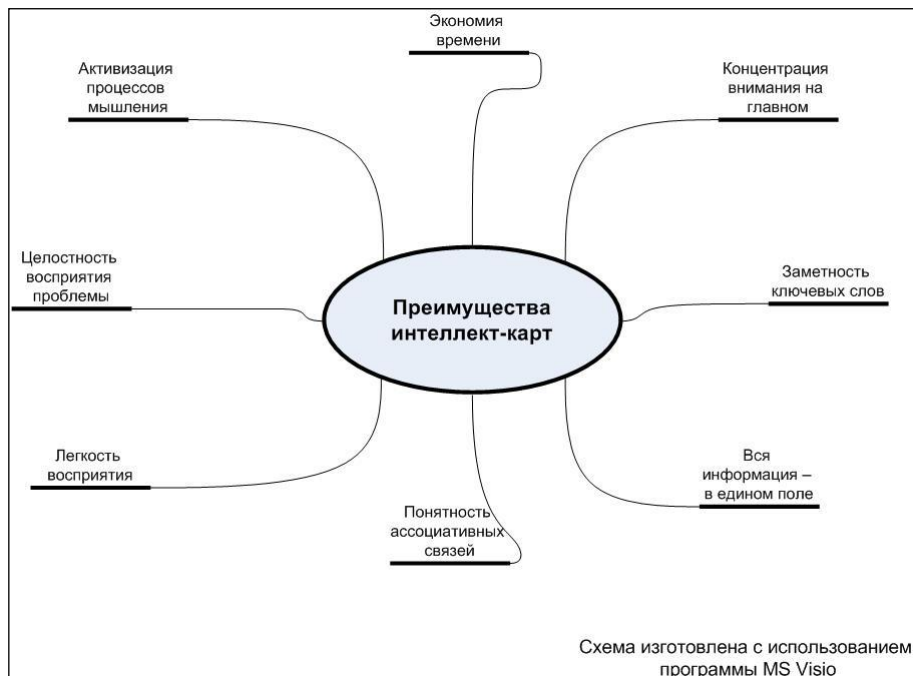 Экономия
времени
Активизация
процессов
мышления
Концентрация
внимания на
главном
Целостность
восприятия
проблемы
Преимущества
интеллект-карт
Заметность
ключевых слов
Легкость
восприятия
Понятность
ассоциативных
связей
Вся
информация –
в едином поле
Схема изготовлена с использованием
программы MS Visio